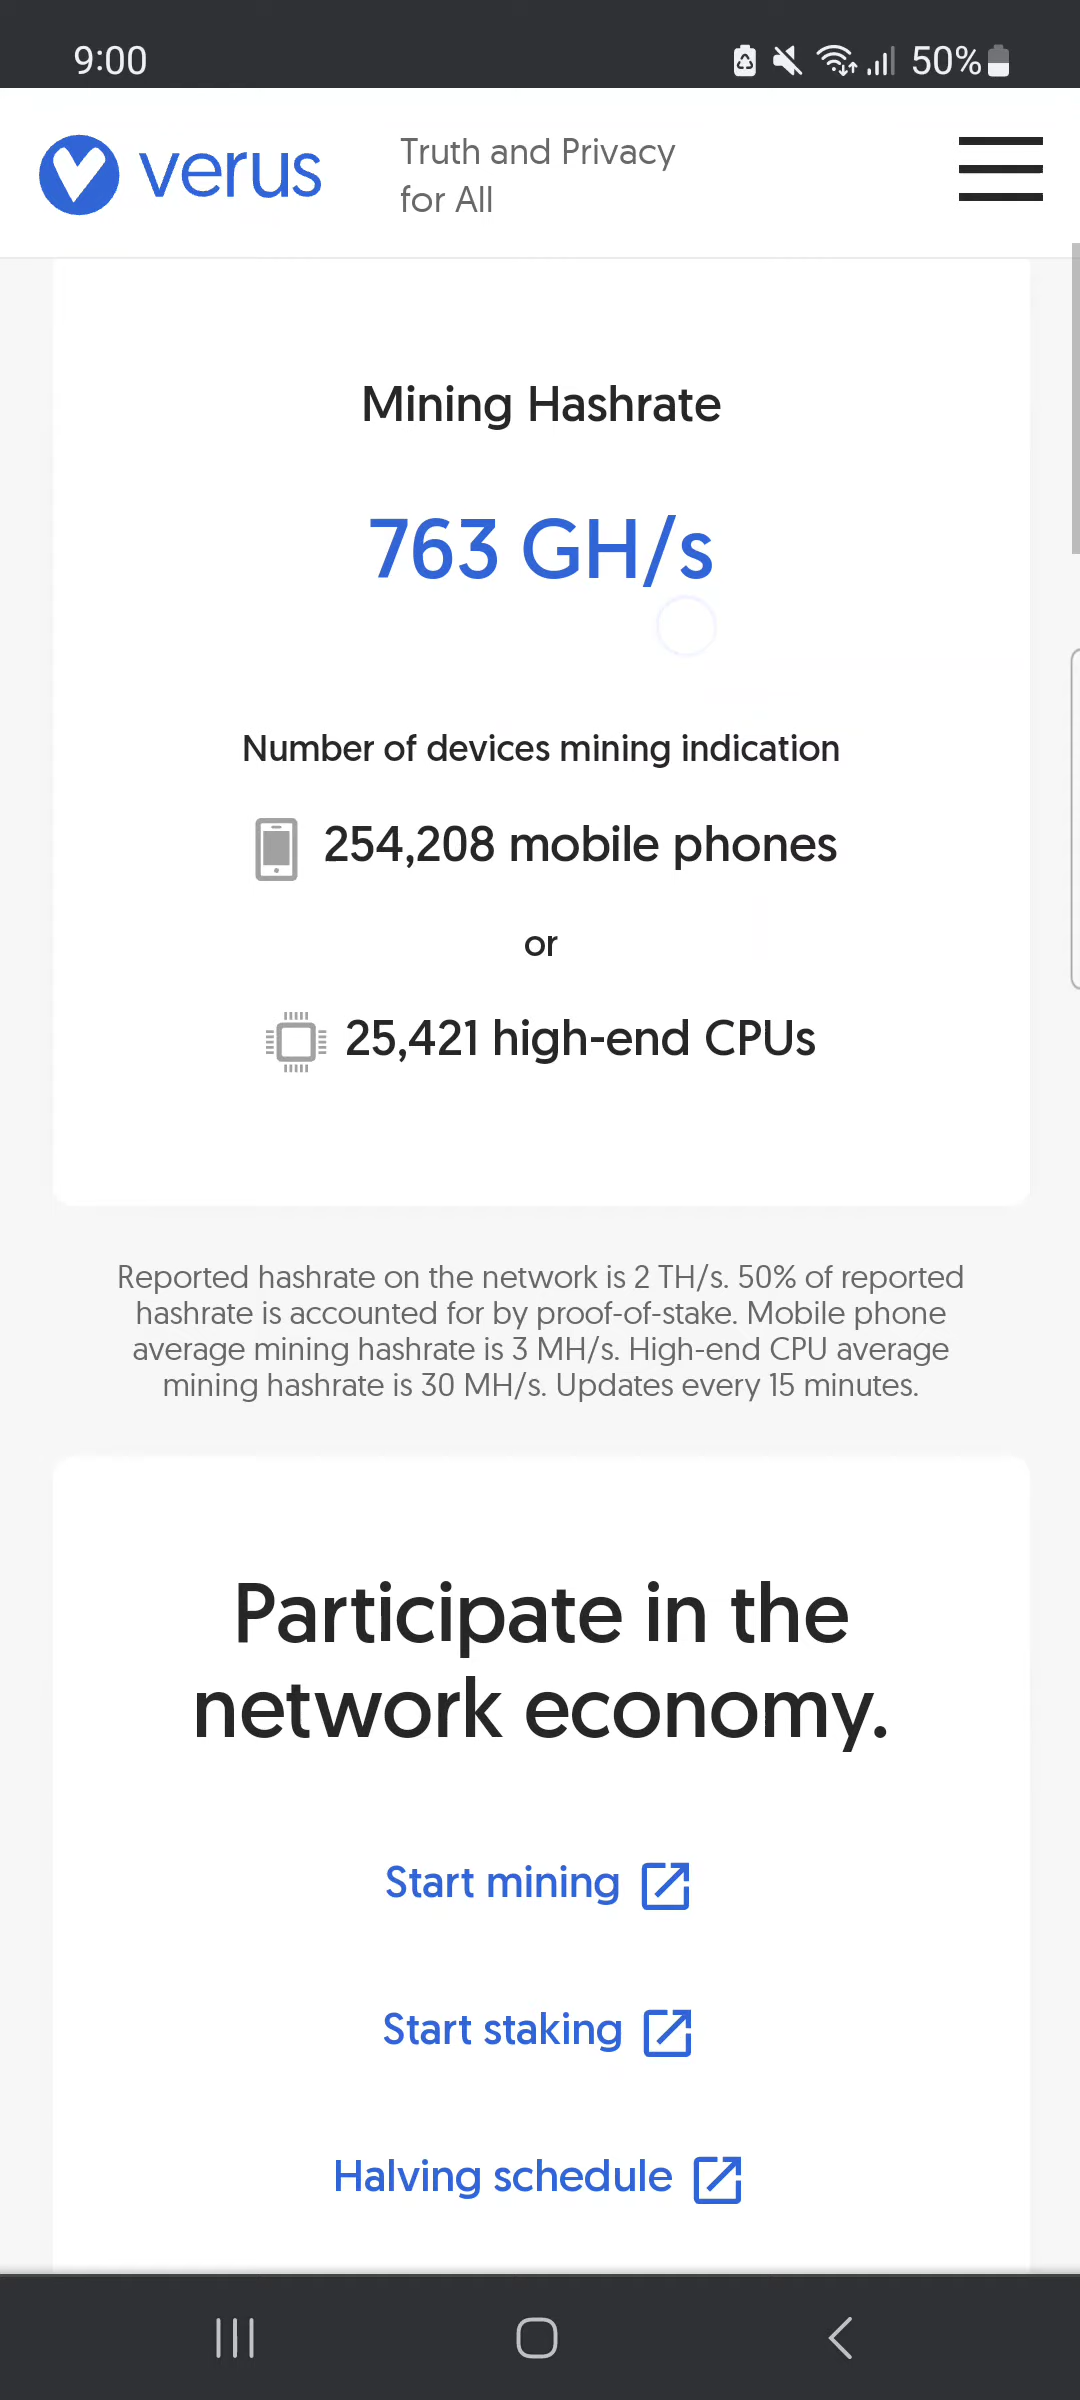 9:00
50%
verus
Truth and Privacy
for All
Mining Hashrate
763 GH/s
Number of devices mining indication
254,208 mobile phones
or
25,421 high-end CPUs
Reported hashrate on the network is 2 TH/s. 50% of reported
hashrate is accounted for by proof-of-stake. Mobile phone
average mining hashrate is 3 MH/s. High-end CPU average
mining hashrate is 30 MH/s. Updates every 15 minutes.
Participate in the
network economy.
Start mining
Start staking
Halving schedule